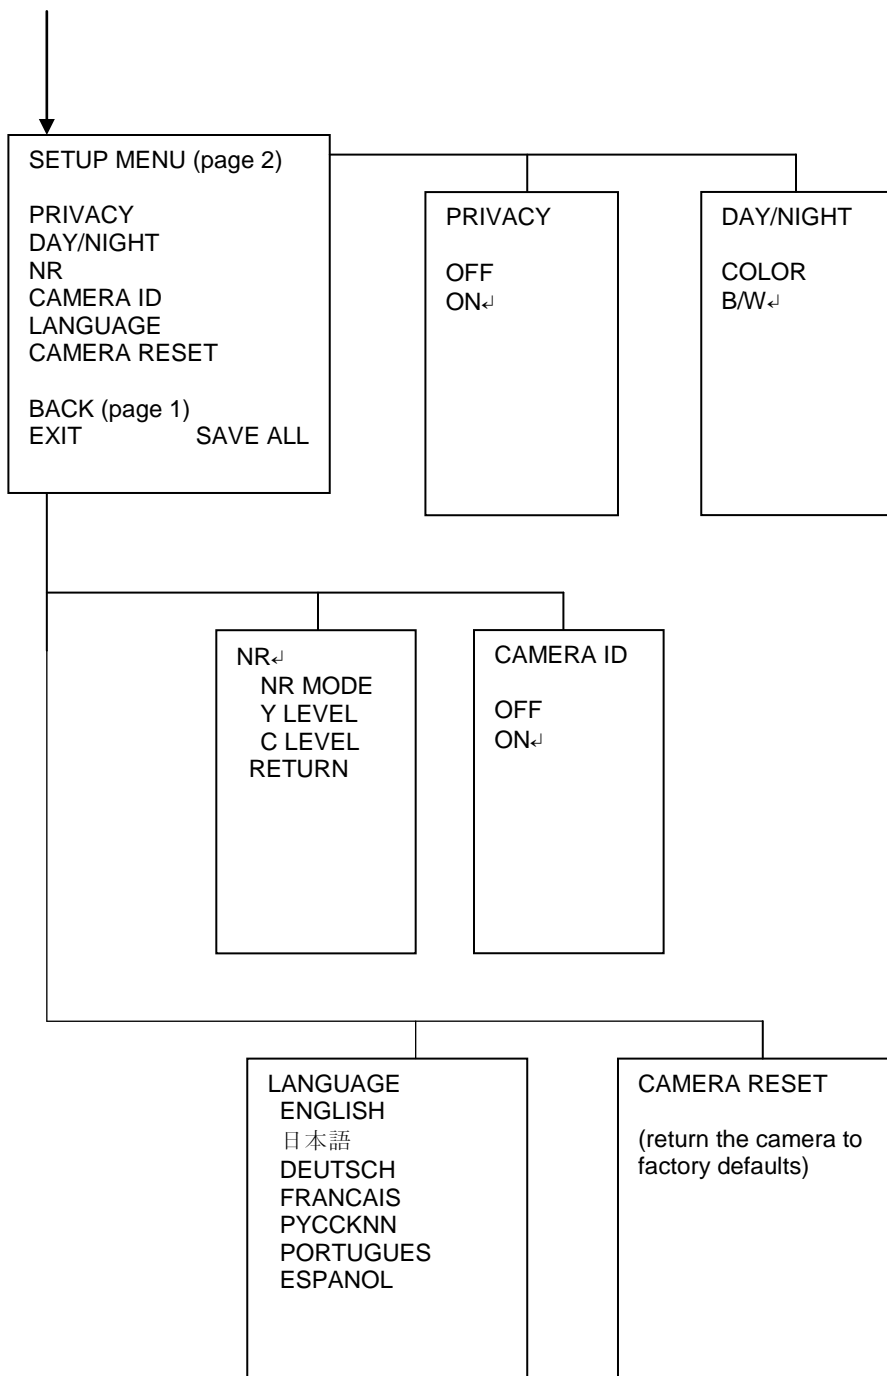 SETUP MENU (page 2)
PRIVACY
DAY/NIGHT
NR
CAMERA ID
LANGUAGE
CAMERA RESET
BACK (page 1)
EXIT SAVE ALL
PRIVACY
OFF
ON↵
DAY/NIGHT
COLOR
B/W↵
NR↵
NR MODE
Y LEVEL
C LEVEL
RETURN
CAMERA ID
OFF
ON↵
LANGUAGE
ENGLISH
日本語
DEUTSCH
FRANCAIS
PYCCKNN
PORTUGUES
ESPANOL
CAMERA RESET
(return the camera to
factory defaults)